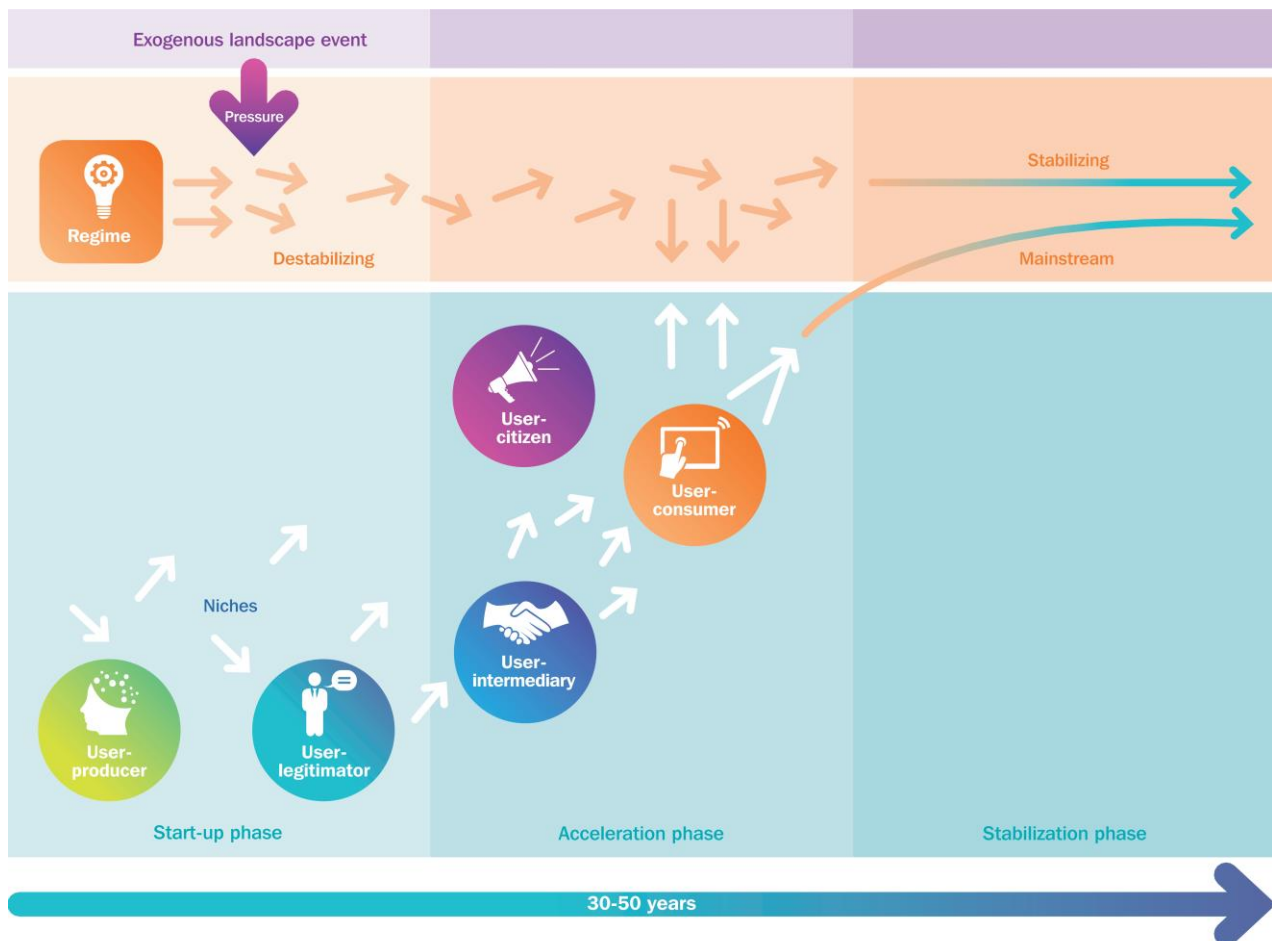 Exogenous landscape event
Pressure
Regime
Destabilizing
Stabilizing
Mainstream
User-
citizen
User-
consumer
Niches
User-
intermediary
User-
producer
User-
legitimator
Start-up phase
Acceleration phase
Stabilization phase
30-50 years